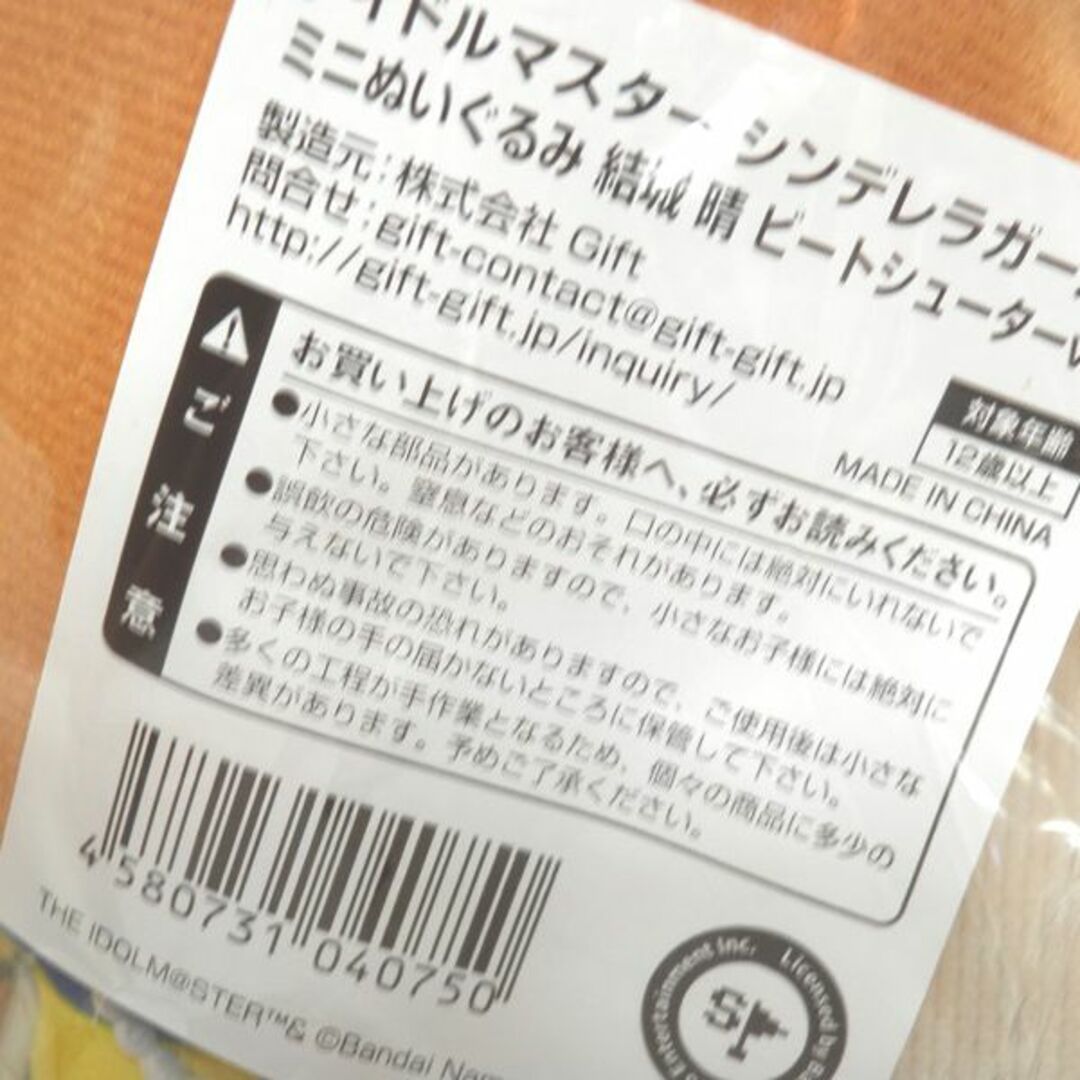 イドルマスター シンデレラガー
ミニぬいぐるみ 結城 晴 ビートシューターv
製造元：株式会社 Gift
問合せ：gift-contact@gift-gift.jp
http://gift-gift.jp/inquiry/
対象年齢
12歳以上
MADE IN CHINA
ご注意
お買い上げのお客様へ、必ずお読みください。
●小さな部品があります。口の中には絶対にいれないで
下さい。窒息などのおそれがあります。
●誤飲の危険がありますので、小さなお子様には絶対に
与えないで下さい。
●思わぬ事故の恐れがありますので、ご使用後は小さな
お子様の手の届かないところに保管して下さい。
●多くの工程が手作業となるため、個々の商品に多少の
差異があります。予めご了承ください。
4 580731 040750
THE IDOLM@STER™& ©Bandai Nam
Licensed by Ba
Entertainment Inc.